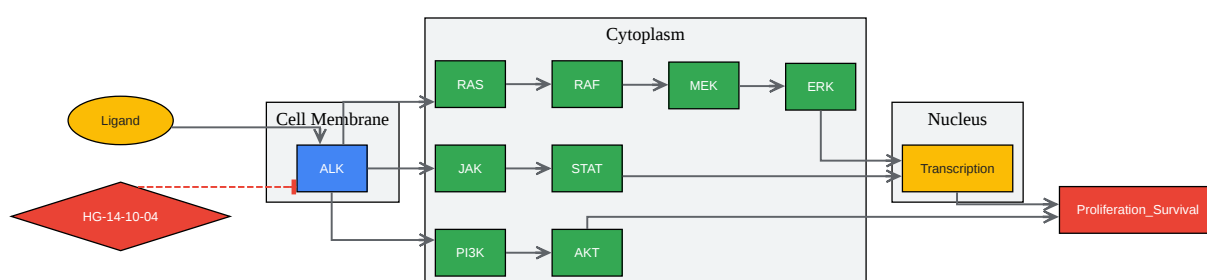 Cytoplasm
RAS
RAF
MEK
ERK
Ligand
Cell Membrane
Nucleus
ALK
JAK
STAT
Transcription
HG-14-10-04
Proliferation_Survival
PI3K
AKT